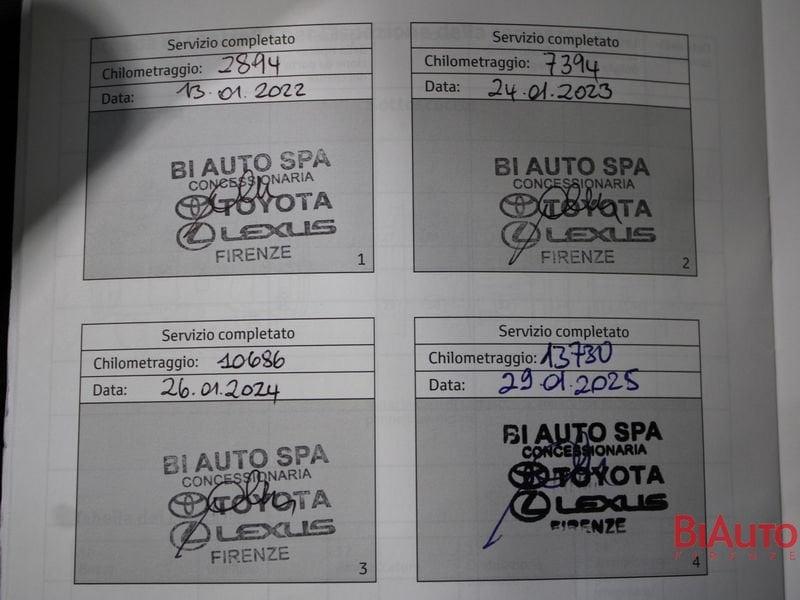 Servizio completato
Chilometraggio: 2894
Data: 13.01.2022
BI AUTO SPA
CONCESSIONARIA
TOYOTA
LEXUS
FIRENZE
1
Servizio completato
Chilometraggio: 7394
Data: 24.01.2023
BI AUTO SPA
CONCESSIONARIA
TOYOTA
LEXUS
FIRENZE
2
Servizio completato
Chilometraggio: 10686
Data: 26.01.2024
BI AUTO SPA
CONCESSIONARIA
TOYOTA
LEXUS
FIRENZE
3
Servizio completato
Chilometraggio: 13730
Data: 29.01.2025
BI AUTO SPA
CONCESSIONARIA
TOYOTA
LEXUS
FIRENZE
4
BIAUTO
FIRENZE